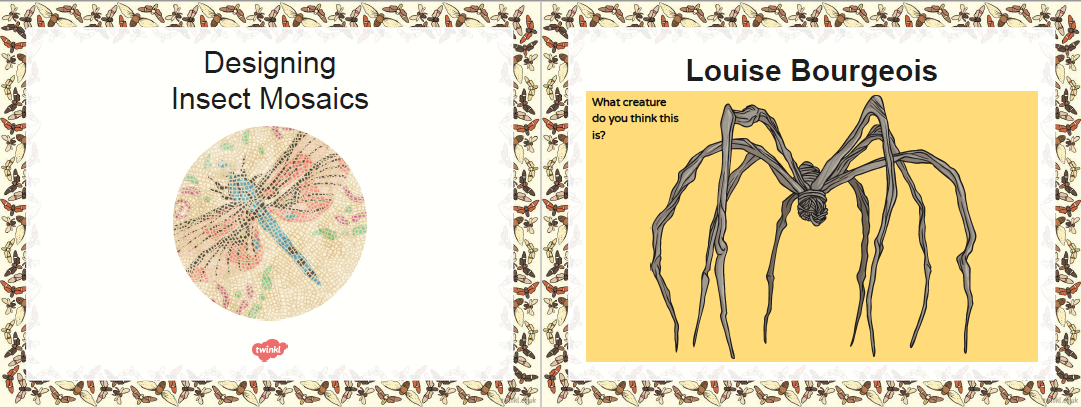 Designing
Insect Mosaics
twinkl
Louise Bourgeois
What creature
do you think this
is?